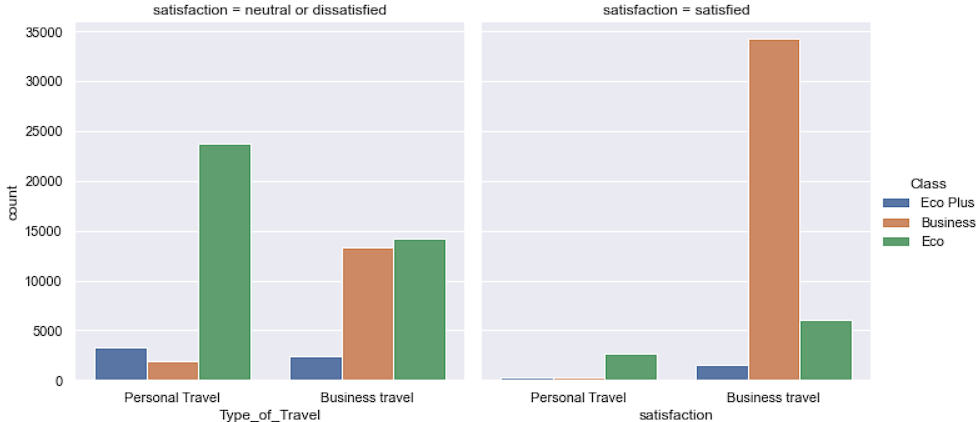 satisfaction = neutral or dissatisfied
satisfaction = satisfied
35000
30000
25000
20000
15000
10000
5000
0
count
Personal Travel
Business travel
Type_of_Travel
Personal Travel
Business travel
satisfaction
Class
Eco Plus
Business
Eco